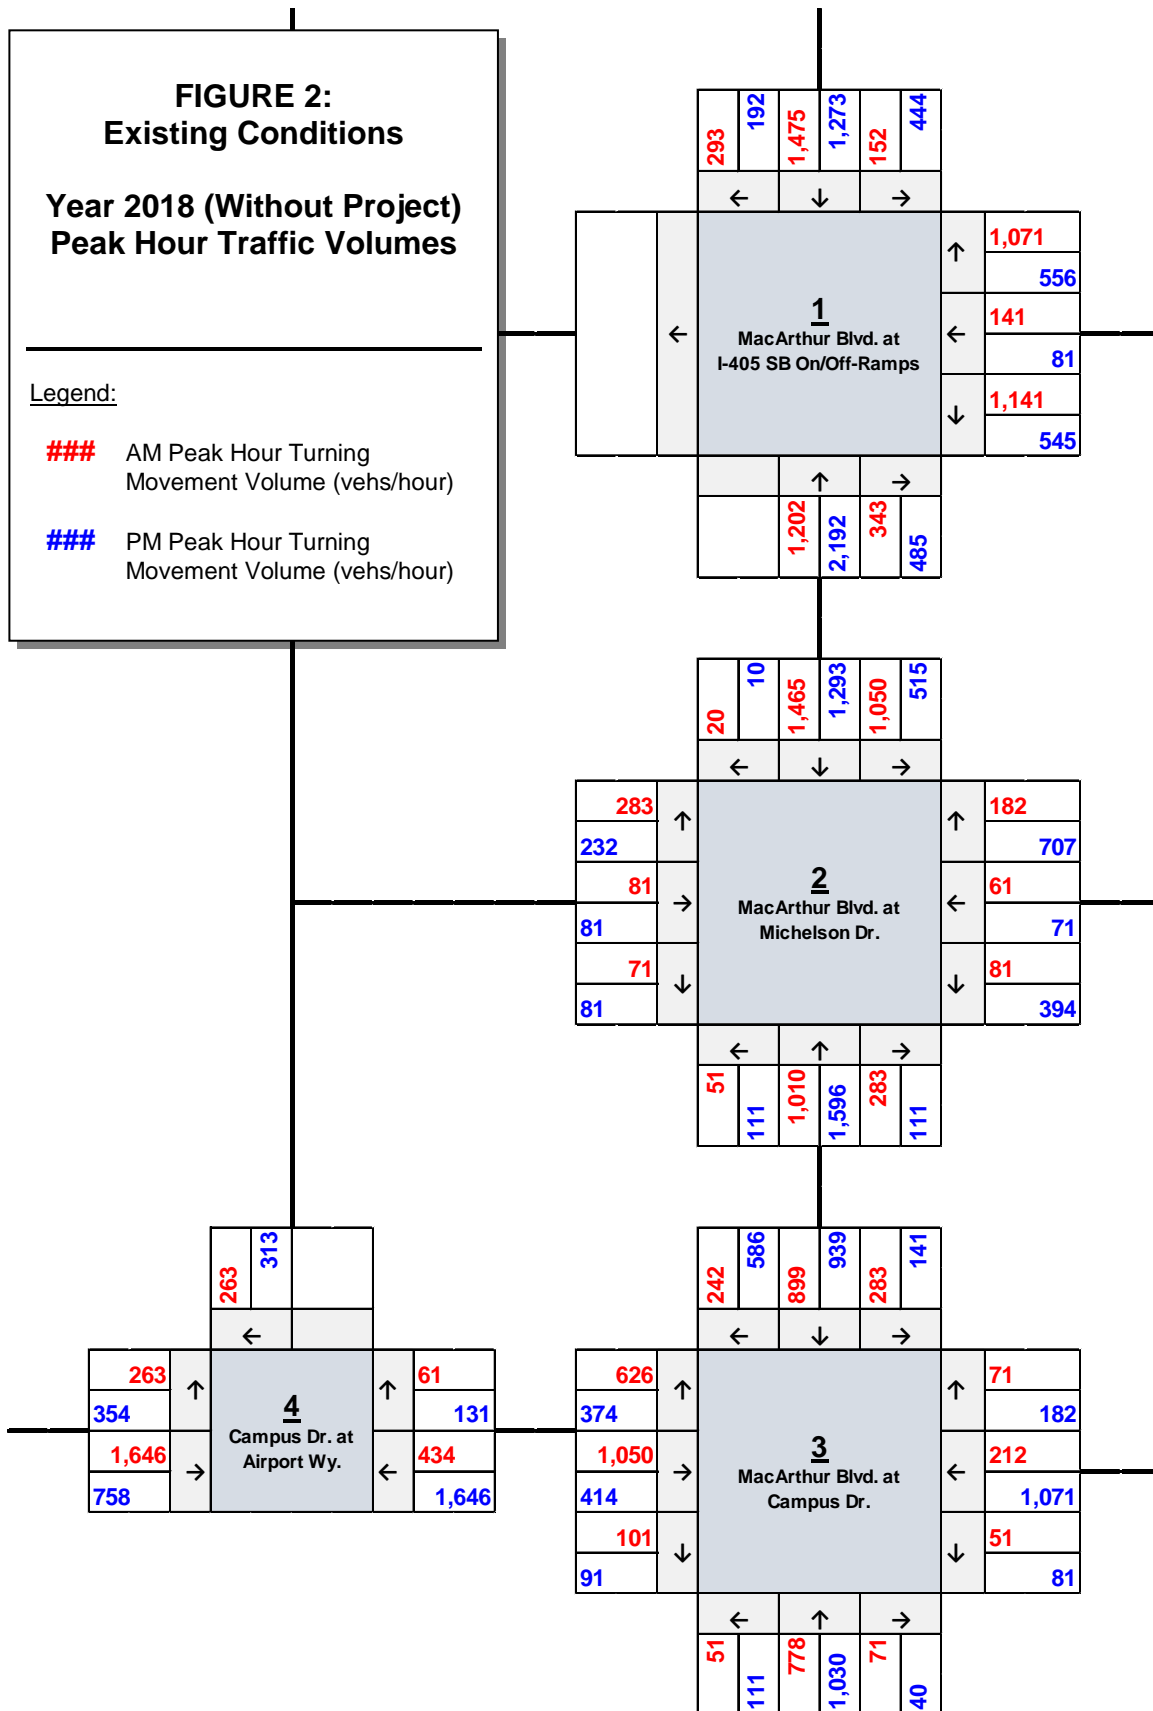 FIGURE 2:
Existing Conditions
Year 2018 (Without Project)
Peak Hour Traffic Volumes
Legend:
### AM Peak Hour Turning
Movement Volume (vehs/hour)
### PM Peak Hour Turning
Movement Volume (vehs/hour)
293 192 1,475 1,273 152 444
← ↓ →
←
1
MacArthur Blvd. at
I-405 SB On/Off-Ramps
↑ 1,071
556
← 141
81
↓ 1,141
545
↑ →
1,202 2,192 343 485
20 10 1,465 1,293 1,050 515
← ↓ →
283 ↑
232
81 →
81
71 ↓
81
2
MacArthur Blvd. at
Michelson Dr.
↑ 182
707
← 61
71
↓ 81
394
← ↑ →
51 111 1,010 1,596 283 111
263 313
←
263 ↑
354
1,646 →
758
4
Campus Dr. at
Airport Wy.
↑ 61
131
← 434
1,646
242 586 899 939 283 141
← ↓ →
626 ↑
374
1,050 →
414
101 ↓
91
3
MacArthur Blvd. at
Campus Dr.
↑ 71
182
← 212
1,071
↓ 51
81
← ↑ →
51 111 778 1,030 71 40